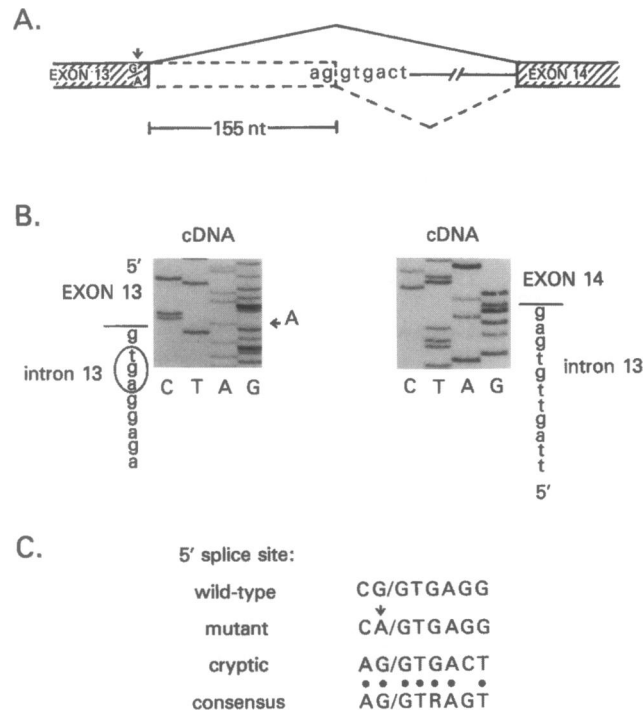 A.
EXON 13
G
A
ag gtgact
EXON 14
155 nt
B.
cDNA
5'
EXON 13
A
g
t
g
a
g
g
a
g
a
intron 13
C T A G
cDNA
EXON 14
g
a
g
t
g
t
t
g
a
t
t
5'
intron 13
C T A G
C.
5' splice site:
wild-type CG/GTGAGG
mutant CA/GTGAGG
cryptic AG/GTGACT
consensus AG/GTRAGT